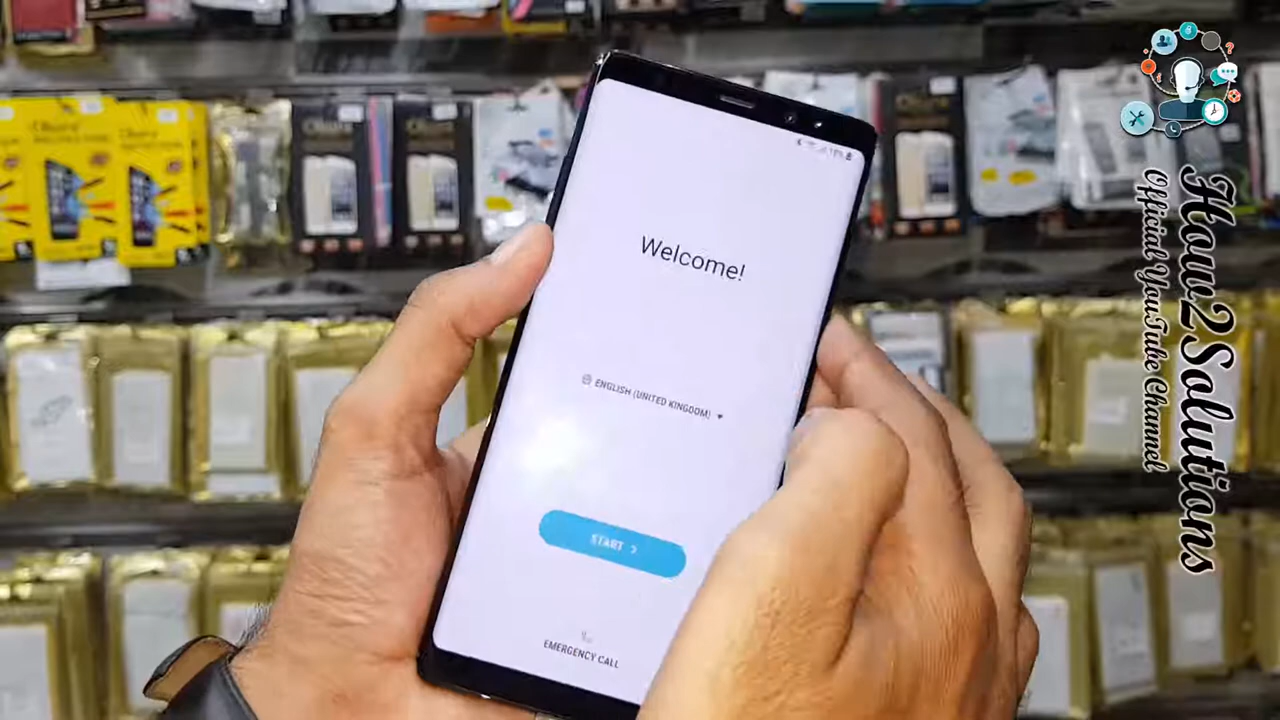 Welcome!
ENGLISH (UNITED KINGDOM)
START
EMERGENCY CALL
How2Solutions
Official YouTube Channel